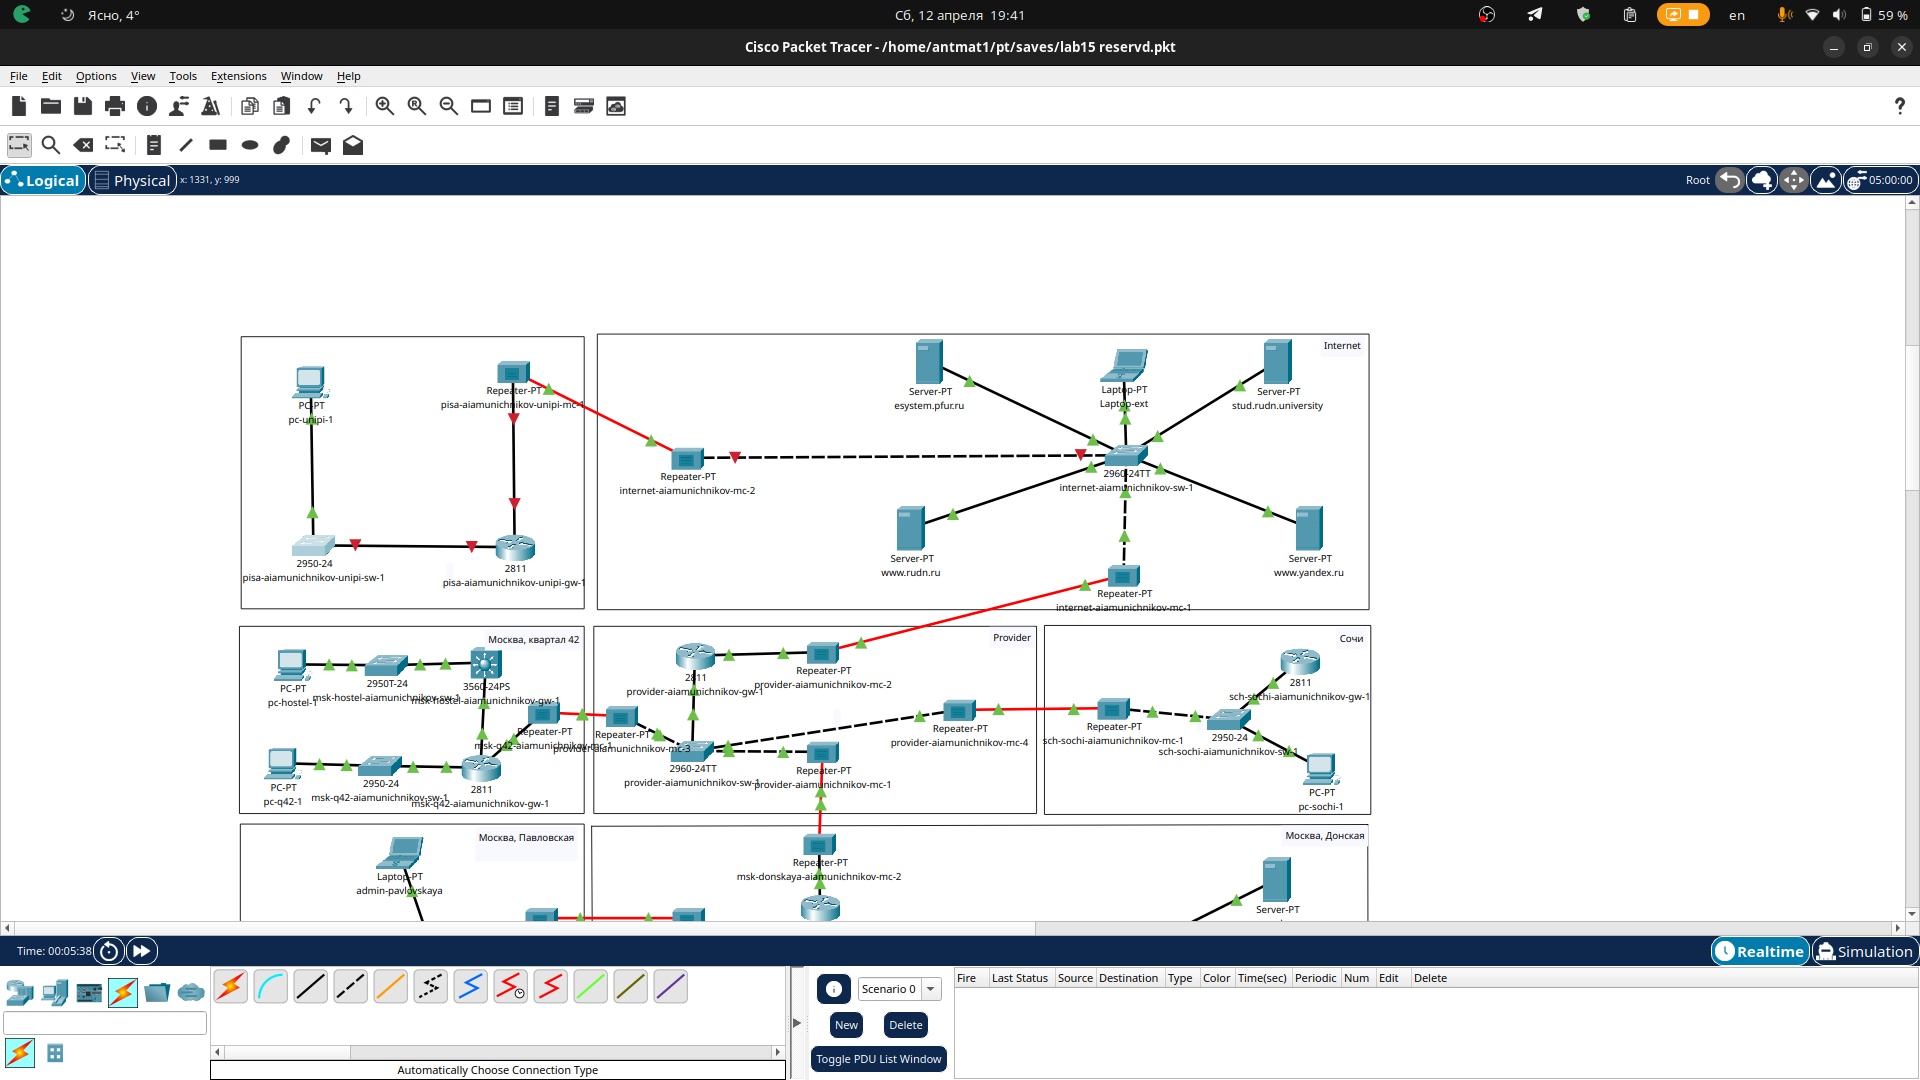 Ясно, 4°
Сб, 12 апреля 19:41
en
59 %
Cisco Packet Tracer - /home/antmat1/pt/saves/lab15 reservd.pkt
File Edit Options View Tools Extensions Window Help
?
Logical
Physical
x: 1331, y: 999
Root
05:00:00
PC-PT
pc-unipi-1
Repeater-PT
pisa-aiamunichnikov-unipi-mc-1
2950-24
pisa-aiamunichnikov-unipi-sw-1
2811
pisa-aiamunichnikov-unipi-gw-1
Internet
Server-PT
esystem.pfur.ru
Laptop-PT
Laptop-ext
Server-PT
stud.rudn.university
Repeater-PT
internet-aiamunichnikov-mc-2
2960-24TT
internet-aiamunichnikov-sw-1
Server-PT
www.rudn.ru
Server-PT
www.yandex.ru
Repeater-PT
internet-aiamunichnikov-mc-1
Москва, квартал 42
PC-PT
pc-hostel-1
2950T-24
msk-hostel-aiamunichnikov-sw-1
3560-24PS
msk-hostel-aiamunichnikov-gw-1
Repeater-PT
msk-q42-aiamunichnikov-mc-1
PC-PT
pc-q42-1
2950-24
msk-q42-aiamunichnikov-sw-1
2811
msk-q42-aiamunichnikov-gw-1
Provider
2811
provider-aiamunichnikov-gw-1
Repeater-PT
provider-aiamunichnikov-mc-2
Repeater-PT
provider-aiamunichnikov-mc-3
Repeater-PT
provider-aiamunichnikov-mc-4
2960-24TT
provider-aiamunichnikov-sw-1
Repeater-PT
provider-aiamunichnikov-mc-1
Сочи
2811
sch-sochi-aiamunichnikov-gw-1
Repeater-PT
sch-sochi-aiamunichnikov-mc-1
2950-24
sch-sochi-aiamunichnikov-sw-1
PC-PT
pc-sochi-1
Москва, Павловская
Laptop-PT
admin-pavlovskaya
Москва, Донская
Repeater-PT
msk-donskaya-aiamunichnikov-mc-2
Server-PT
Time: 00:05:38
Realtime
Simulation
Scenario 0
New
Delete
Toggle PDU List Window
Fire Last Status Source Destination Type Color Time(sec) Periodic Num Edit Delete
Automatically Choose Connection Type